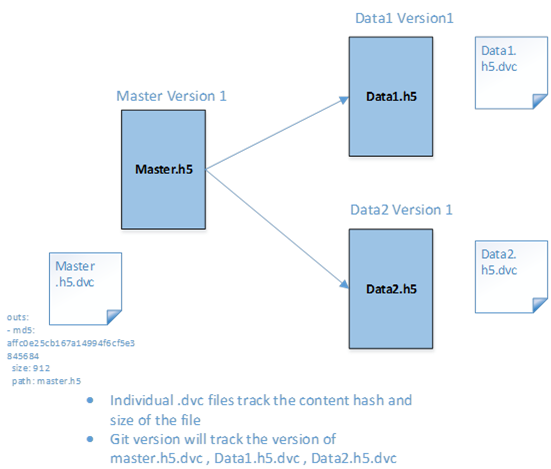 Data1 Version1
Data1.
h5.dvc
Data1.h5
Master Version 1
Master.h5
Data2 Version 1
Data2.
h5.dvc
Data2.h5
Master
.h5.dvc
outs:
- md5:
affc0e25cb167a14994f6cf5e3
845684
size: 912
path: master.h5
• Individual .dvc files track the content hash and
size of the file
• Git version will track the version of
master.h5.dvc , Data1.h5.dvc , Data2.h5.dvc